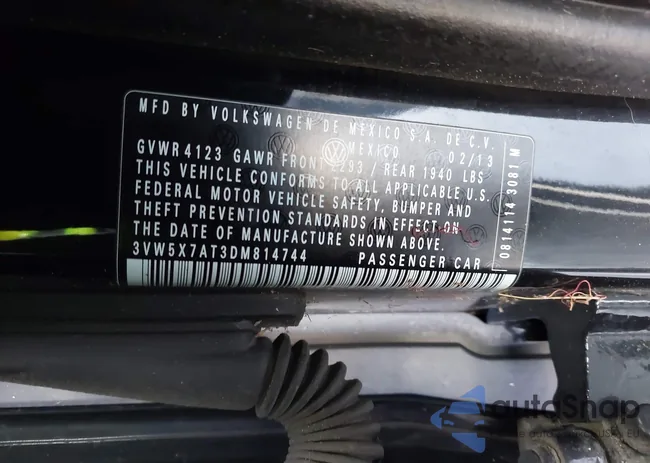 MFD BY VOLKSWAGEN DE MEXICO S.A. DE C.V.
MEXICO 02/13
GVWR 4123 GAWR FRONT 2293 / REAR 1940 LBS
THIS VEHICLE CONFORMS TO ALL APPLICABLE U.S.
FEDERAL MOTOR VEHICLE SAFETY, BUMPER AND
THEFT PREVENTION STANDARDS IN EFFECT ON
THE DATE OF MANUFACTURE SHOWN ABOVE.
3VW5X7AT3DM814744 PASSENGER CAR
0814114 3081 M
autoSnap